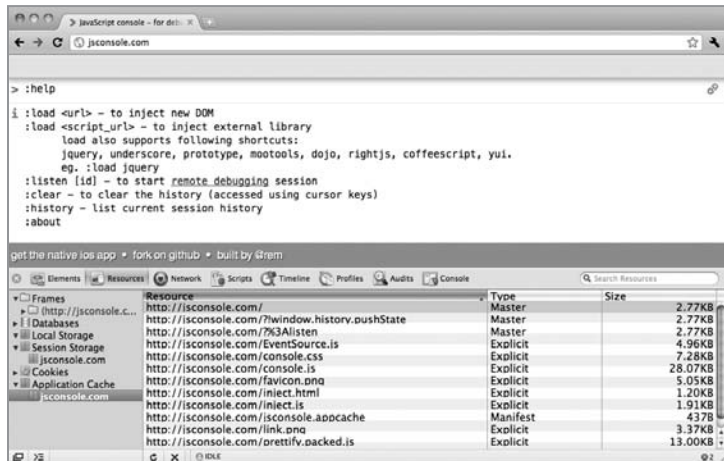 JavaScript console – for deb
jsconsole.com
> :help
i :load <url> – to inject new DOM
:load <script_url> – to inject external library
load also supports following shortcuts:
jquery, underscore, prototype, mootools, dojo, rightjs, coffeescript, yui.
eg. :load jquery
:listen [id] – to start remote debugging session
:clear – to clear the history (accessed using cursor keys)
:history – list current session history
:about
get the native ios app • fork on github • built by @rem
Elements Resources Network Scripts Timeline Profiles Audits Console Search Resources
Frames
(http://jsconsole.c...
Databases
Local Storage
Session Storage
jsconsole.com
Cookies
Application Cache
jsconsole.com
Resource Type Size
http://jsconsole.com/ Master 2.77KB
http://jsconsole.com/?!window.history.pushState Master 2.77KB
http://jsconsole.com/?%3Alisten Master 2.77KB
http://jsconsole.com/EventSource.js Explicit 4.96KB
http://jsconsole.com/console.css Explicit 7.28KB
http://jsconsole.com/console.js Explicit 28.07KB
http://jsconsole.com/favicon.png Explicit 5.05KB
http://jsconsole.com/inject.html Explicit 1.20KB
http://jsconsole.com/inject.js Explicit 1.91KB
http://jsconsole.com/jsconsole.appcache Manifest 437B
http://jsconsole.com/link.png Explicit 3.37KB
http://jsconsole.com/prettify.packed.js Explicit 13.00KB
IDLE 2